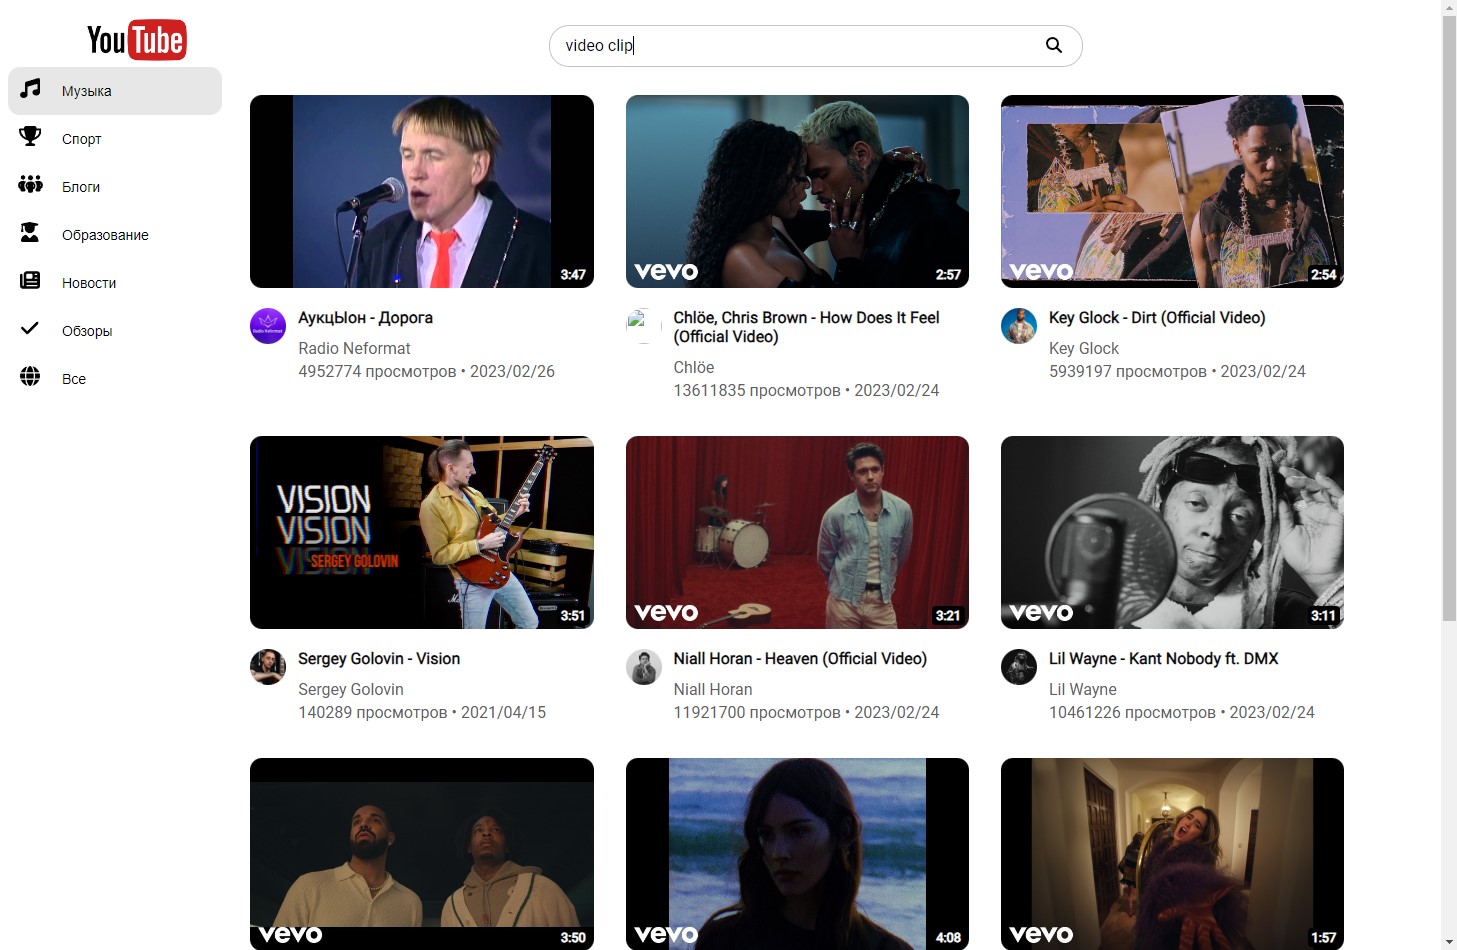 YouTube
video clip
Музыка
Спорт
Блоги
Образование
Новости
Обзоры
Все
vevo
vevo
3:47
2:57
2:54
АукцЫон - Дорога
Radio Neformat
4952774 просмотров • 2023/02/26
Chlöe, Chris Brown - How Does It Feel
(Official Video)
Chlöe
13611835 просмотров • 2023/02/24
Key Glock - Dirt (Official Video)
Key Glock
5939197 просмотров • 2023/02/24
VISION
VISION
VISION
SERGEY GOLOVIN
vevo
vevo
3:51
3:21
3:11
Sergey Golovin - Vision
Sergey Golovin
140289 просмотров • 2021/04/15
Niall Horan - Heaven (Official Video)
Niall Horan
11921700 просмотров • 2023/02/24
Lil Wayne - Kant Nobody ft. DMX
Lil Wayne
10461226 просмотров • 2023/02/24
vevo
3:50
vevo
4:08
vevo
1:57